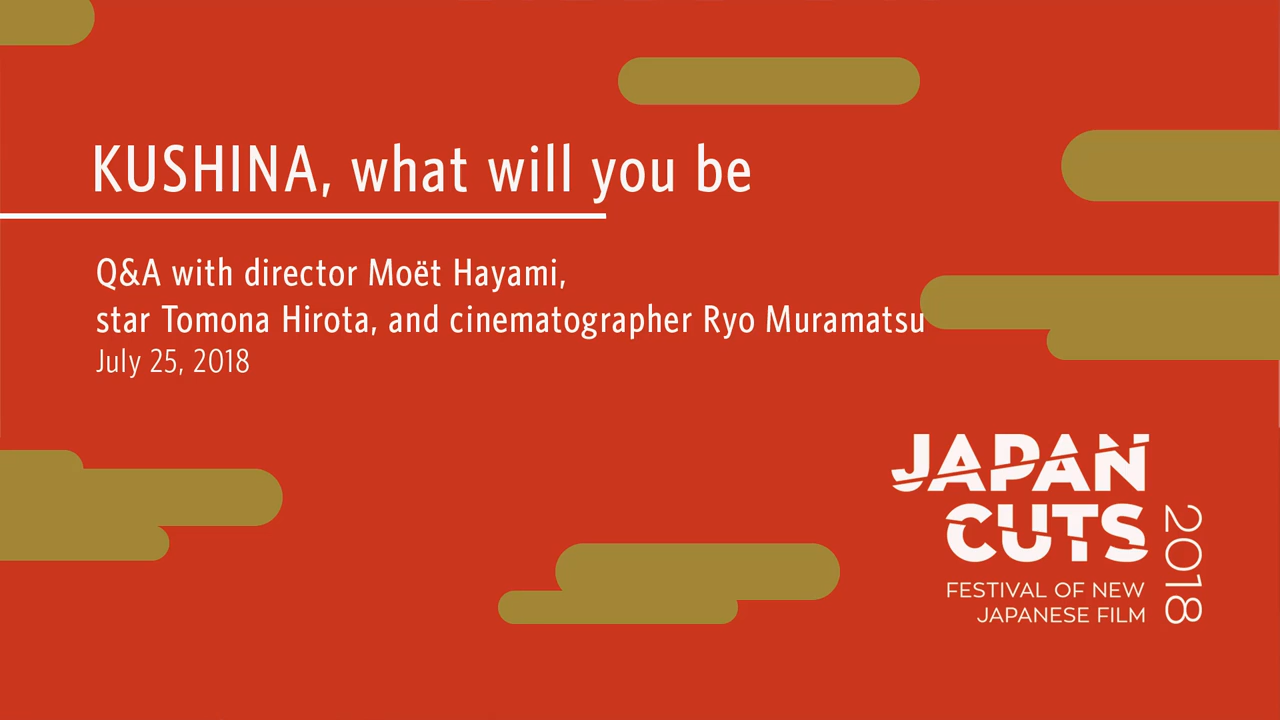 KUSHINA, what will you be
Q&A with director Moët Hayami,
star Tomona Hirota, and cinematographer Ryo Muramatsu
July 25, 2018
JAPAN
CUTS
2018
FESTIVAL OF NEW
JAPANESE FILM